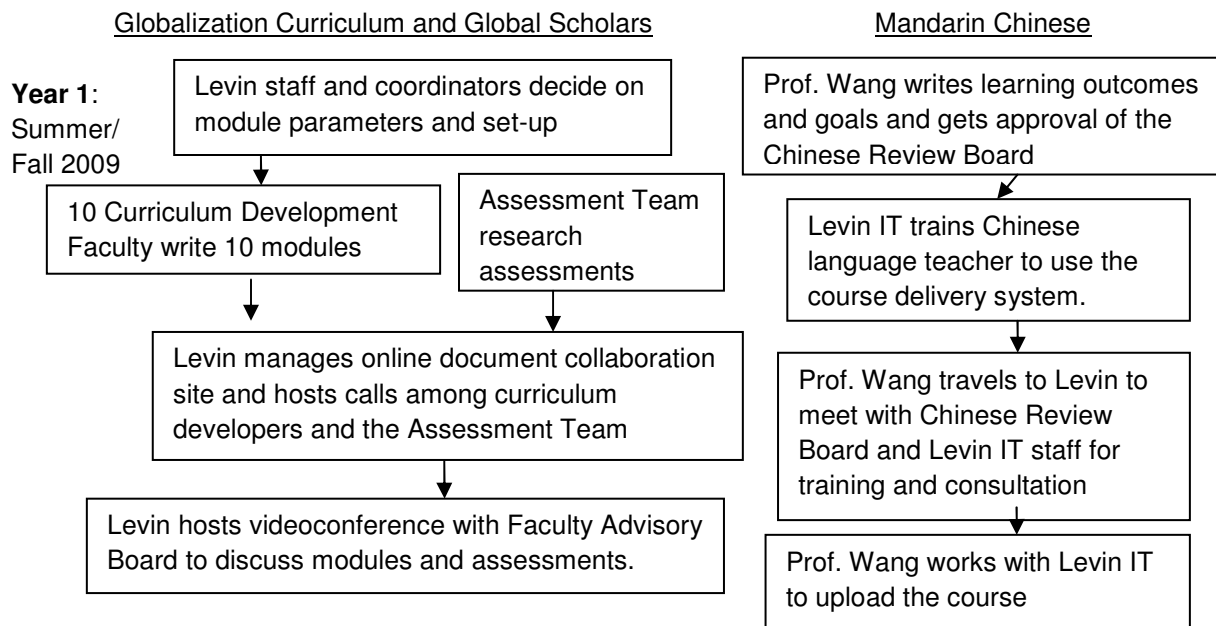 Globalization Curriculum and Global Scholars
Year 1:
Summer/
Fall 2009
Levin staff and coordinators decide on
module parameters and set-up
10 Curriculum Development
Faculty write 10 modules
Assessment Team
research
assessments
Levin manages online document collaboration
site and hosts calls among curriculum
developers and the Assessment Team
Levin hosts videoconference with Faculty Advisory
Board to discuss modules and assessments.
Mandarin Chinese
Prof. Wang writes learning outcomes
and goals and gets approval of the
Chinese Review Board
Levin IT trains Chinese
language teacher to use the
course delivery system.
Prof. Wang travels to Levin to
meet with Chinese Review
Board and Levin IT staff for
training and consultation
Prof. Wang works with Levin IT
to upload the course